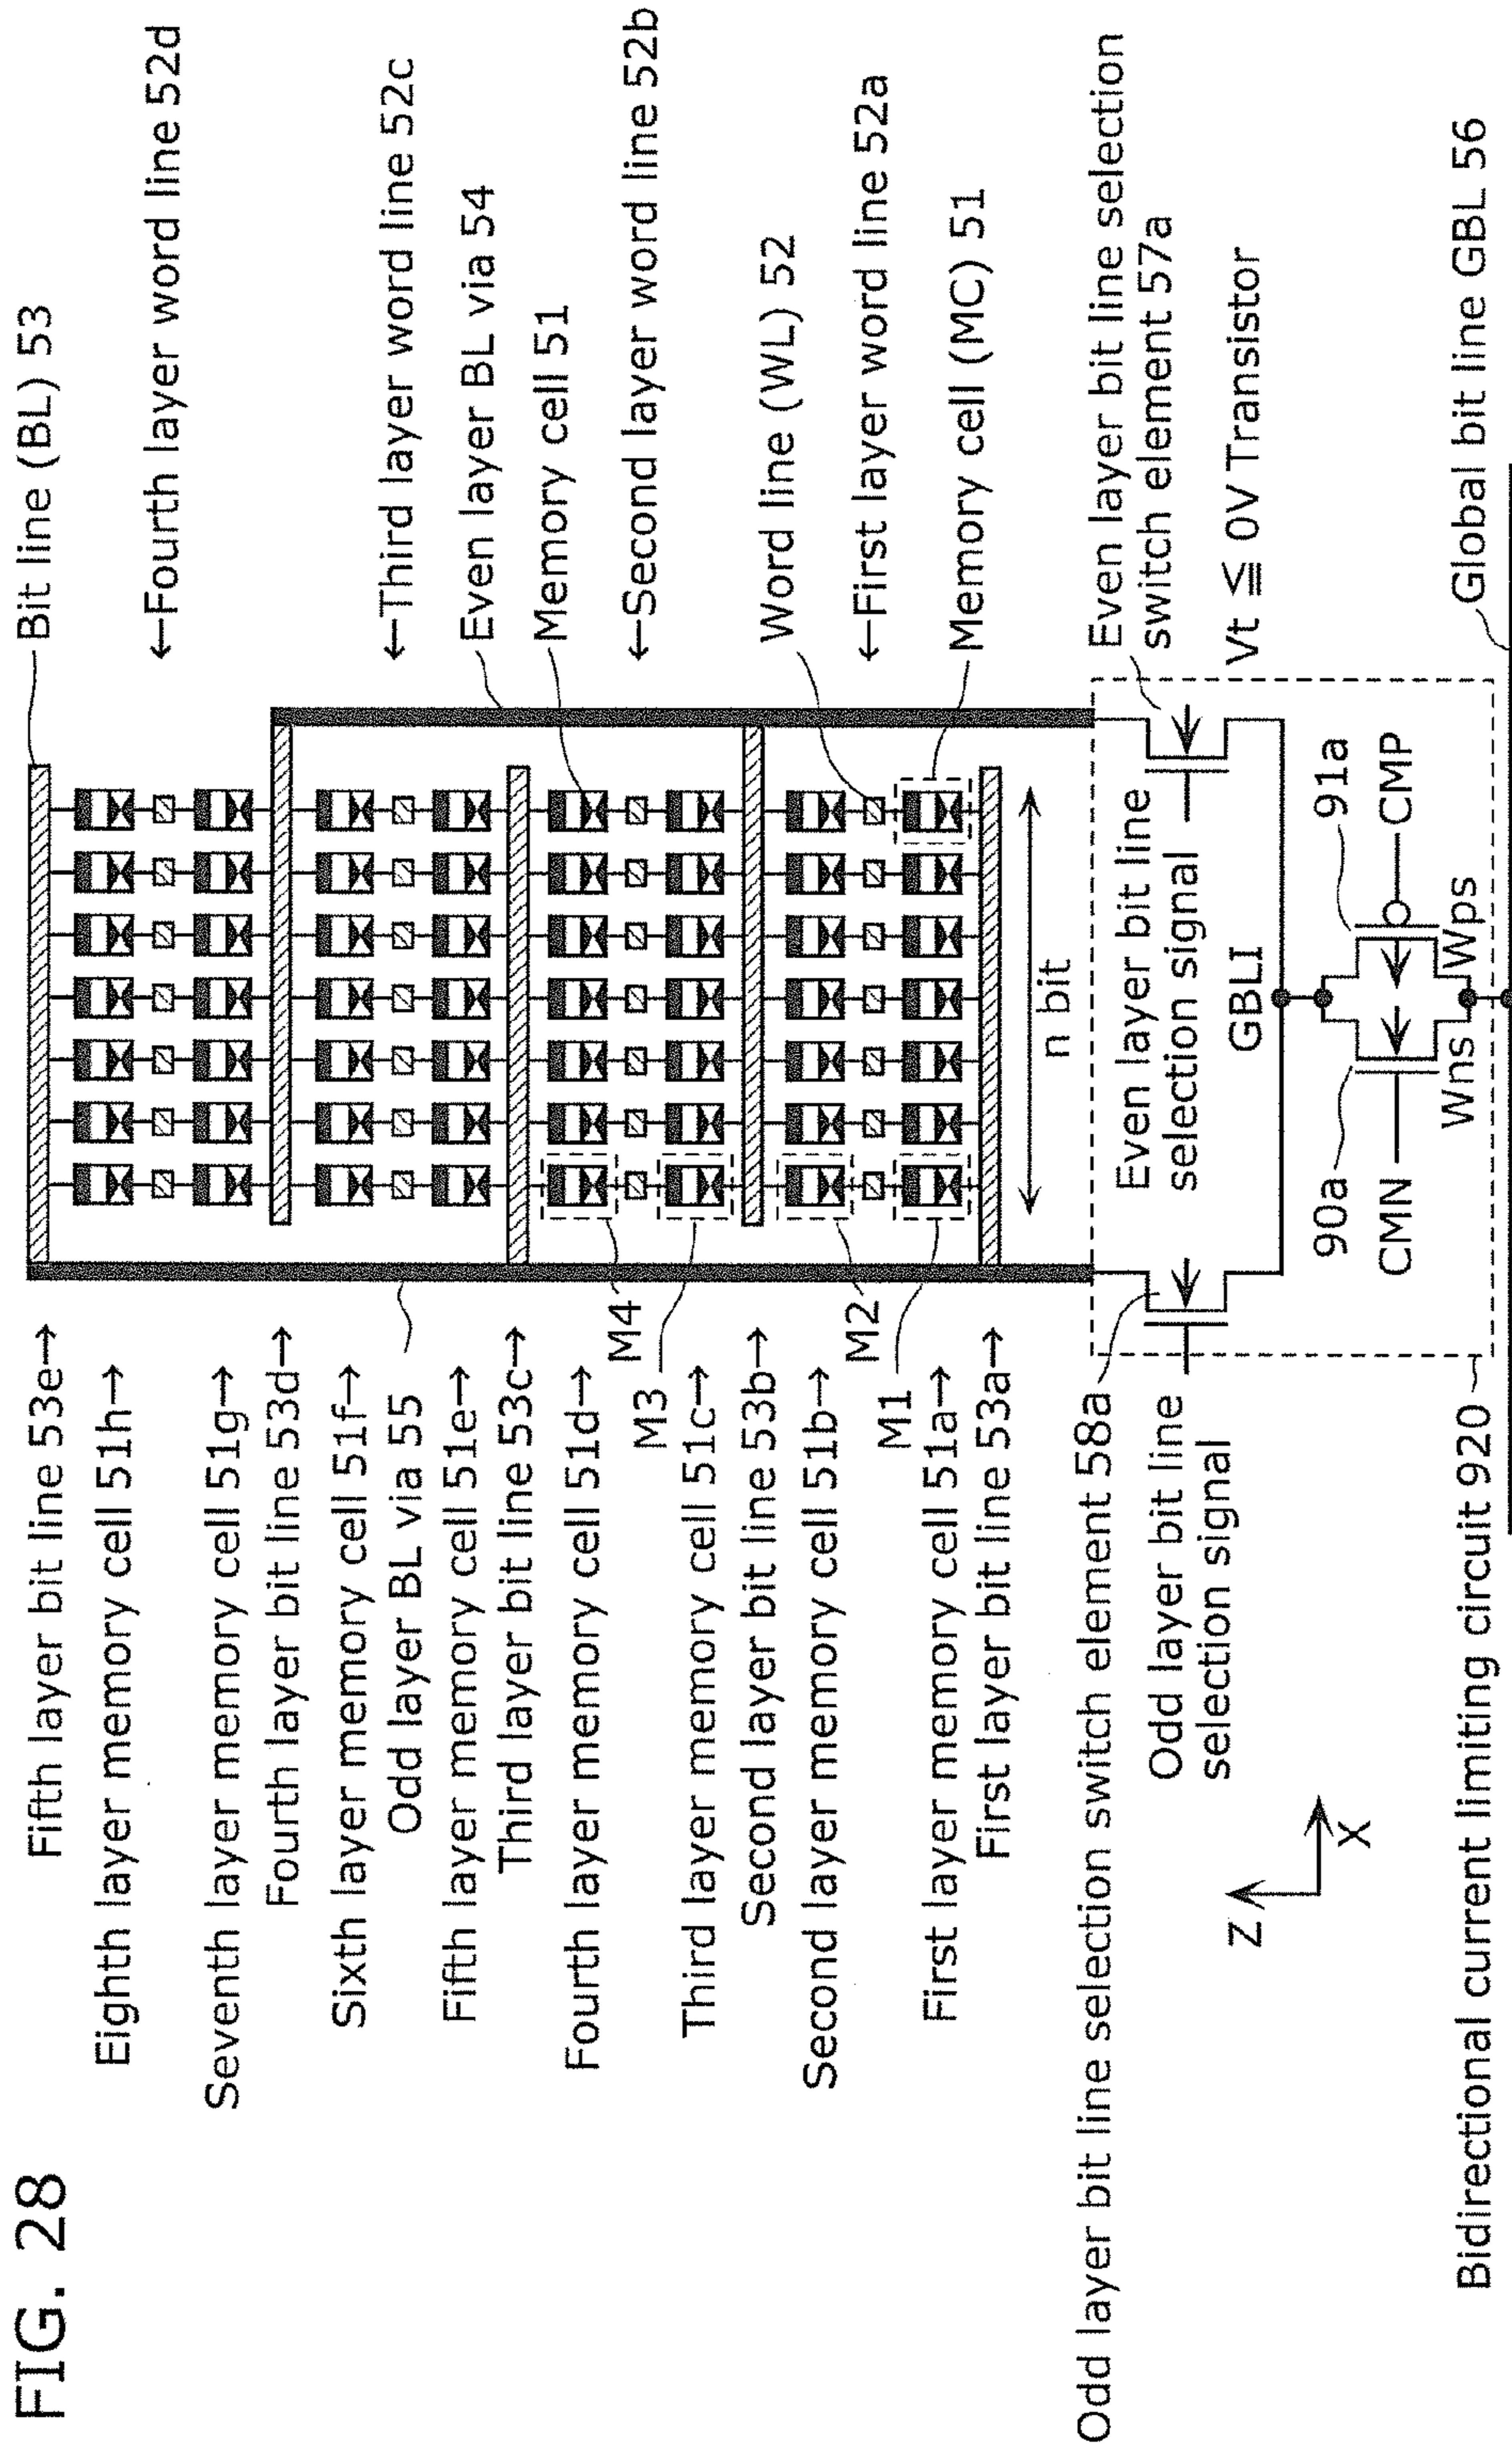 FIG. 28
Bit line (BL) 53
Fifth layer bit line 53e→
←Fourth layer word line 52d
Eighth layer memory cell 51h→
Seventh layer memory cell 51g→
Fourth layer bit line 53d→
Sixth layer memory cell 51f→
←Third layer word line 52c
Odd layer BL via 55
Even layer BL via 54
Fifth layer memory cell 51e→
Third layer bit line 53c→
Memory cell 51
Fourth layer memory cell 51d→
M4
←Second layer word line 52b
M3
Third layer memory cell 51c→
Second layer bit line 53b→
Word line (WL) 52
Second layer memory cell 51b→
M2
←First layer word line 52a
M1
First layer memory cell 51a→
Memory cell (MC) 51
First layer bit line 53a→
n bit
Odd layer bit line selection switch element 58a
Even layer bit line selection
switch element 57a
Even layer bit line
selection signal
Odd layer bit line
selection signal
Vt ≦ 0V Transistor
GBLI
90a
91a
CMN
CMP
Wns
Wps
Z
X
Bidirectional current limiting circuit 920
Global bit line GBL 56